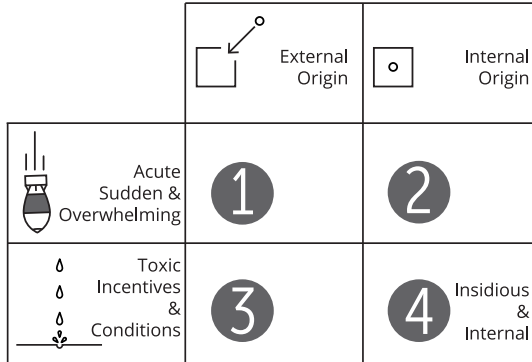 External
Origin
Internal
Origin
Acute
Sudden &
Overwhelming
1
2
Toxic
Incentives
&
Conditions
3
4
Insidious
&
Internal